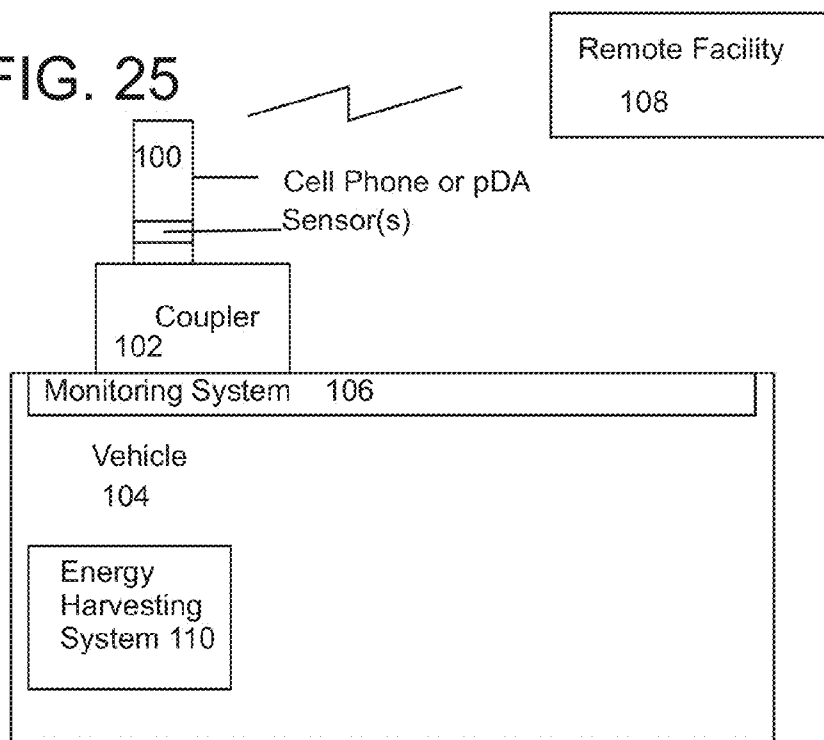 FIG. 25
Remote Facility
108
100
Cell Phone or pDA
Sensor(s)
Coupler
102
Monitoring System 106
Vehicle
104
Energy
Harvesting
System 110